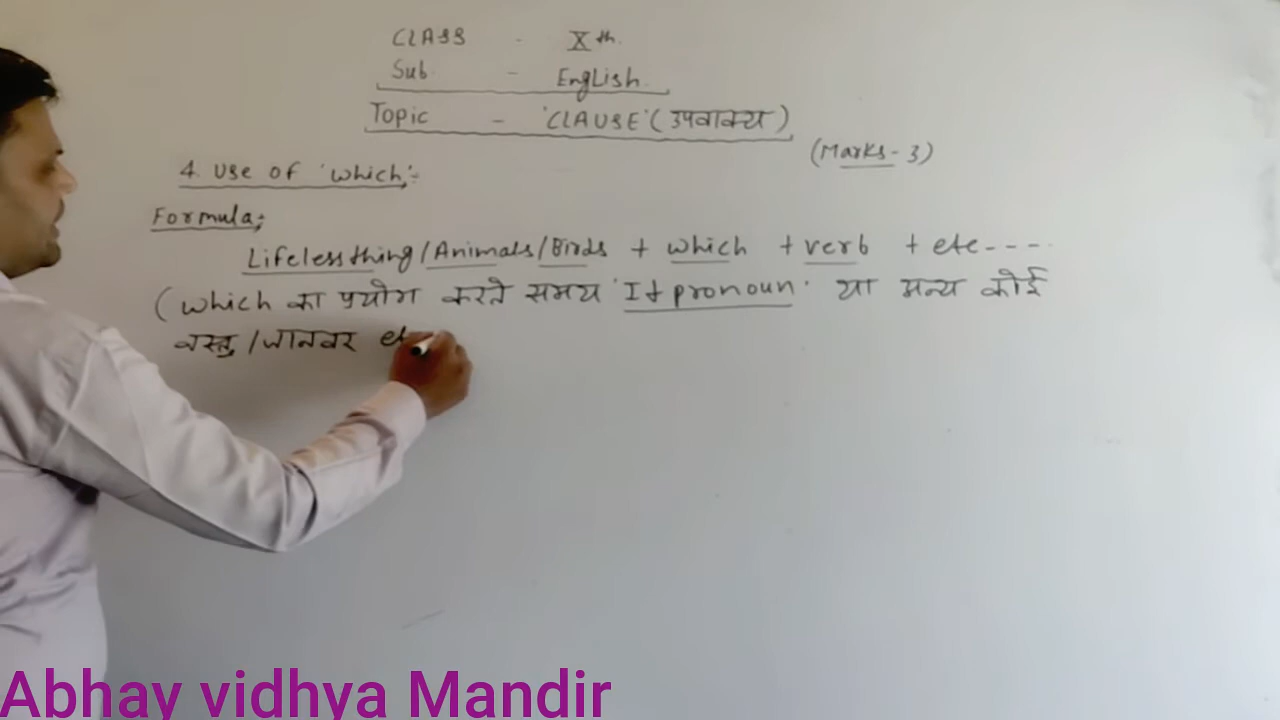 CLASS - Xth.
Sub. - English.
Topic - 'CLAUSE' (उपवाक्य)
(Marks - 3)
4. Use of 'which':-
Formula:
Lifeless thing/Animals/Birds + which + verb + etc----
(which का प्रयोग करते समय 'It pronoun' या अन्य कोई
वस्तु/जानवर et
Abhay vidhya Mandir